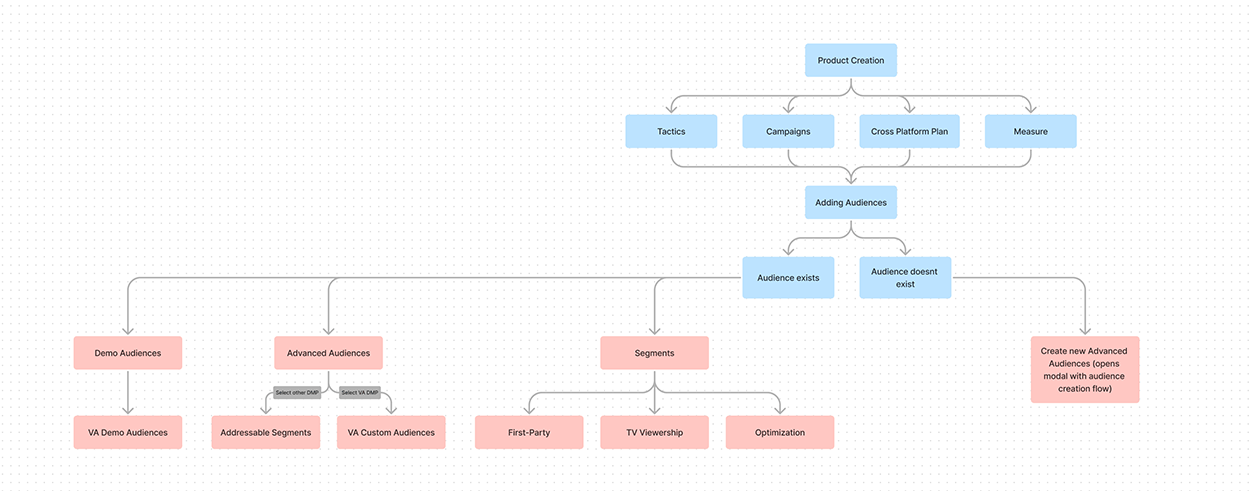 Product Creation
Tactics
Campaigns
Cross Platform Plan
Measure
Adding Audiences
Audience exists
Audience doesnt
exist
Demo Audiences
Advanced Audiences
Segments
Create new Advanced
Audiences (opens
modal with audience
creation flow)
Select other DMP
Select VA DMP
VA Demo Audiences
Addressable Segments
VA Custom Audiences
First-Party
TV Viewership
Optimization